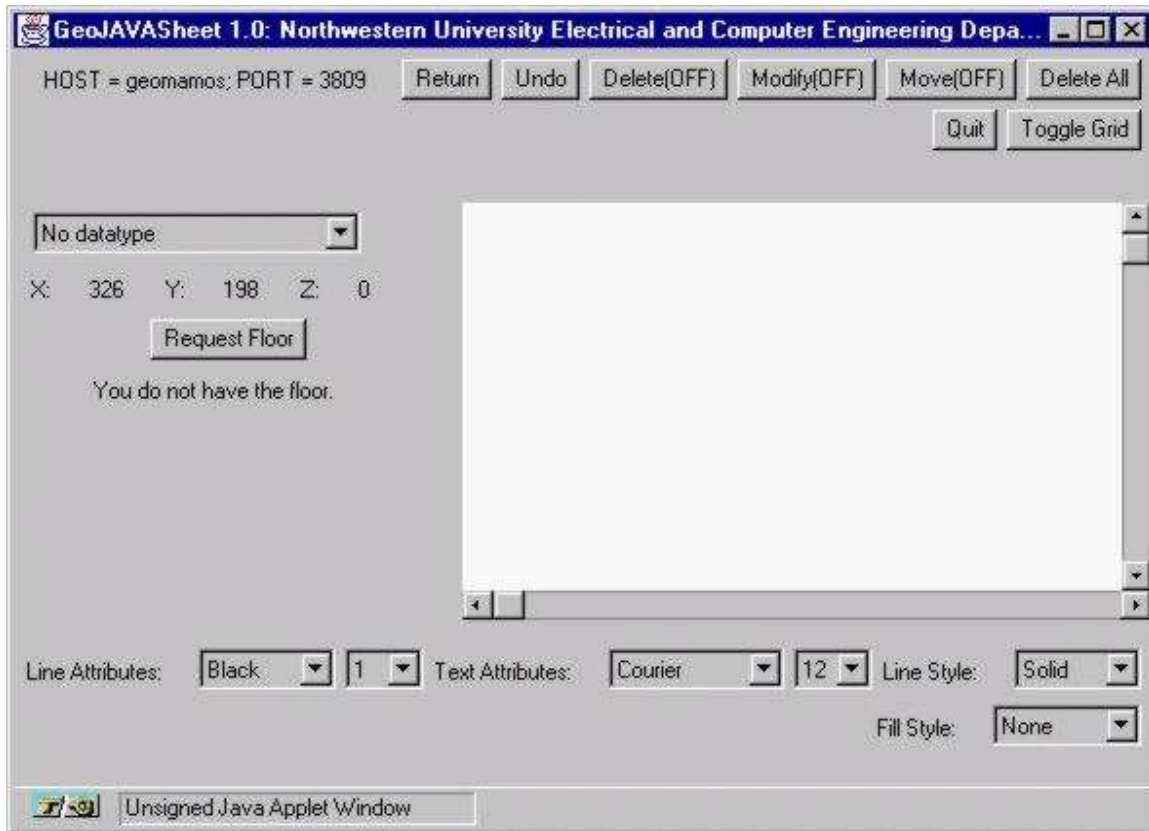 GeoJAVASheet 1.0: Northwestern University Electrical and Computer Engineering Depa...
HOST = geomamos; PORT = 3809 Return Undo Delete(OFF) Modify(OFF) Move(OFF) Delete All
Quit Toggle Grid
No datatype
X: 326 Y: 198 Z: 0
Request Floor
You do not have the floor.
Line Attributes: Black 1 Text Attributes: Courier 12 Line Style: Solid
Fill Style: None
Unsigned Java Applet Window